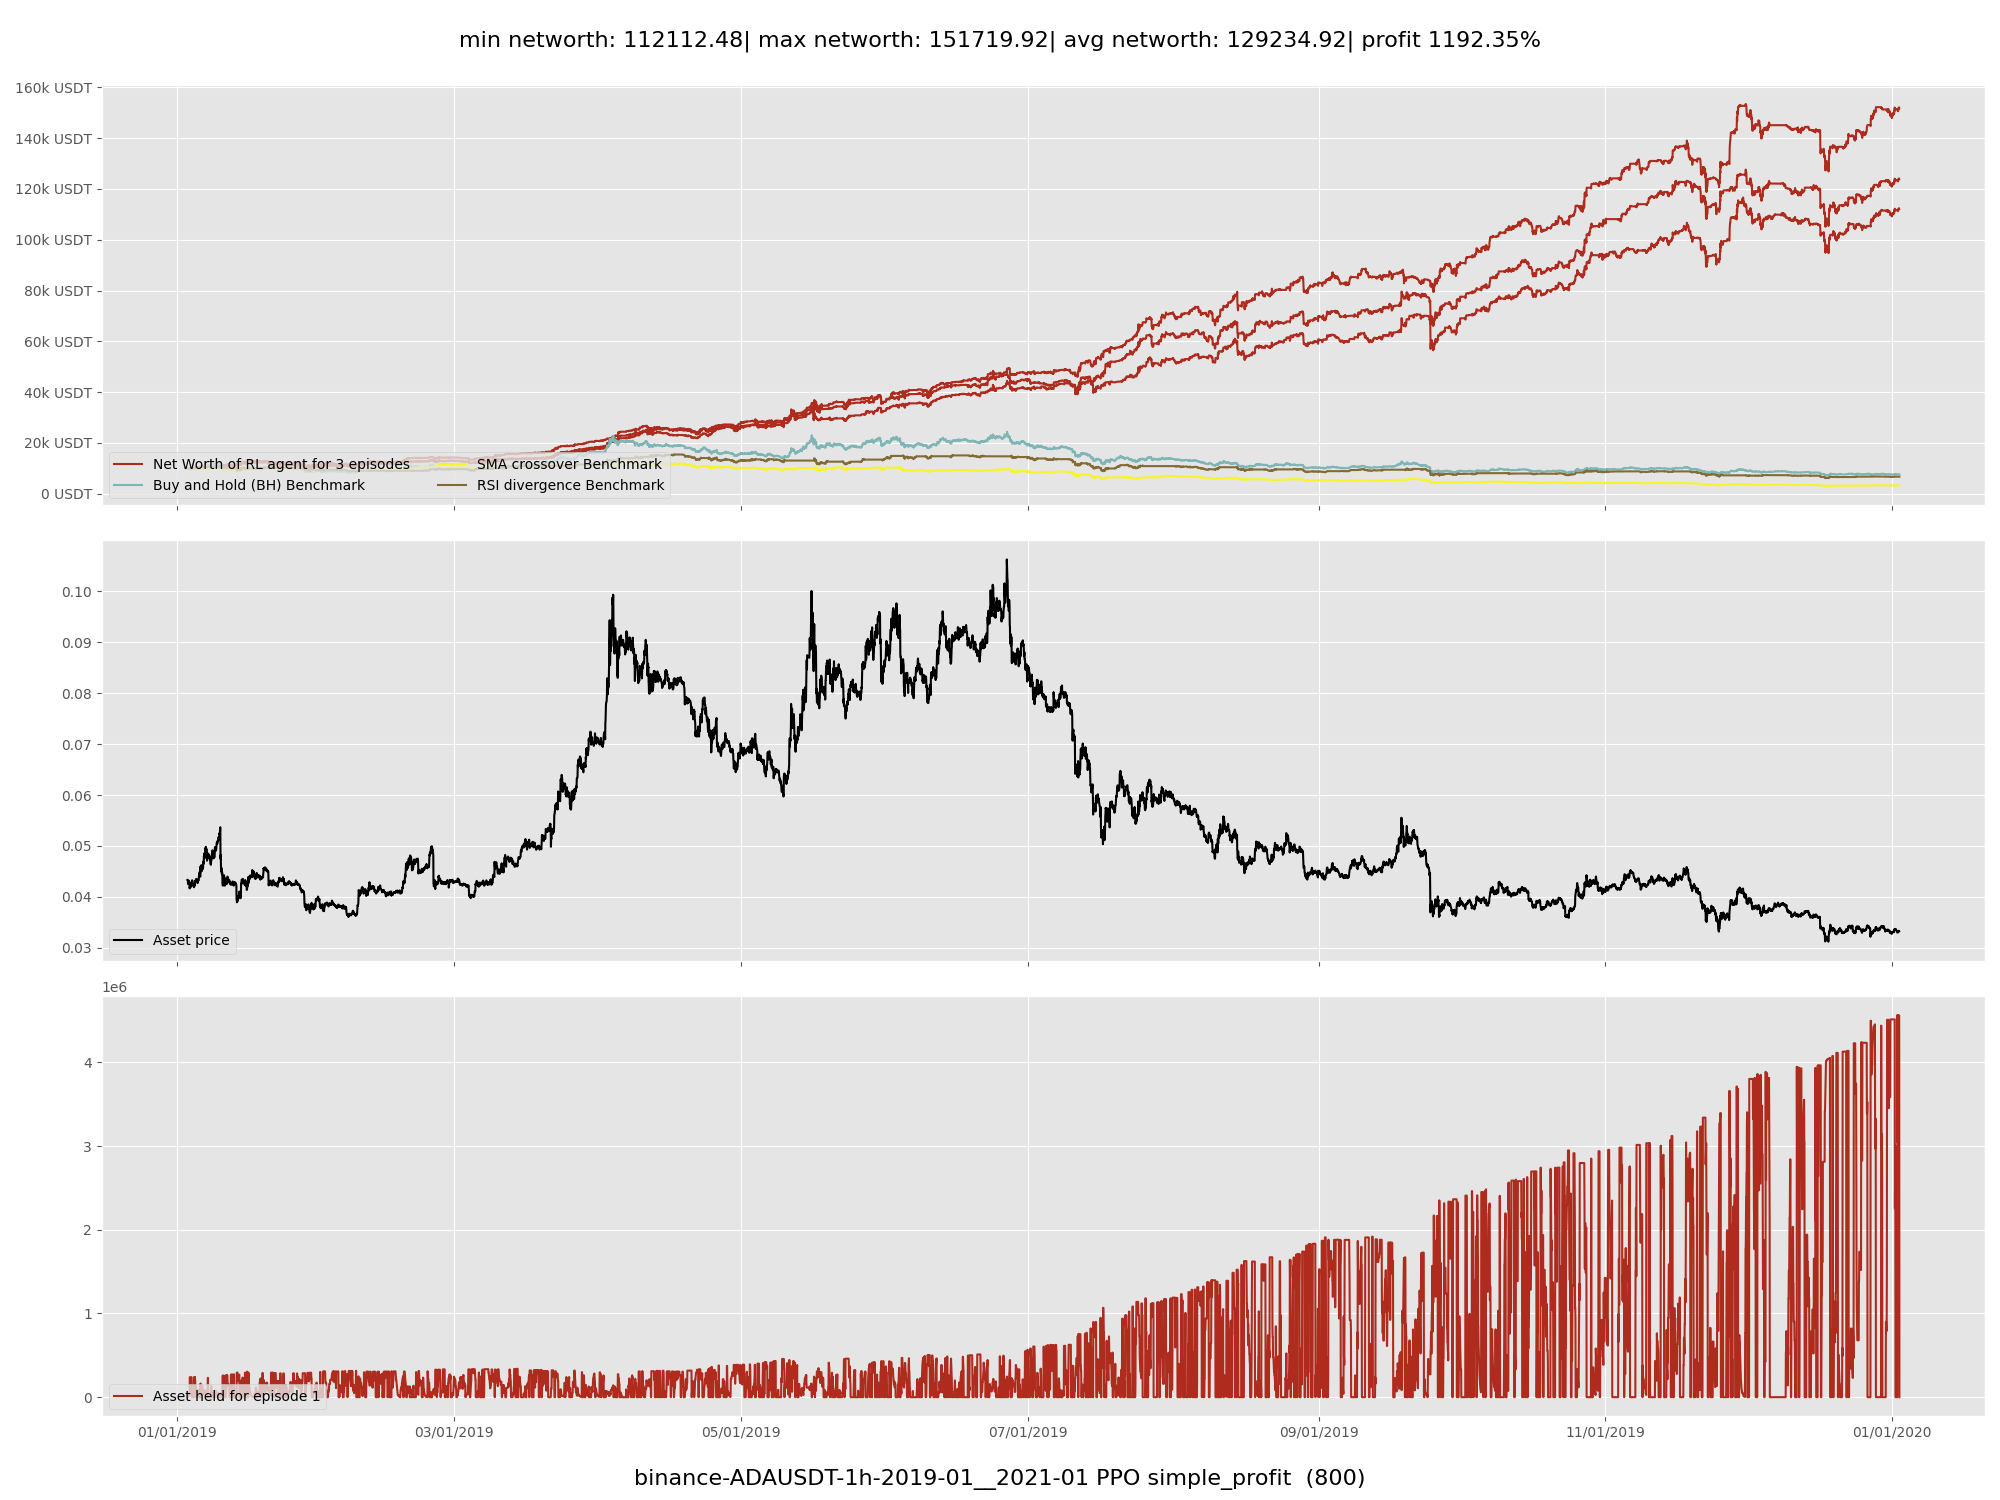 min networth: 112112.48| max networth: 151719.92| avg networth: 129234.92| profit 1192.35%
160k USDT
140k USDT
120k USDT
100k USDT
80k USDT
60k USDT
40k USDT
20k USDT
0 USDT
Net Worth of RL agent for 3 episodes
Buy and Hold (BH) Benchmark
SMA crossover Benchmark
RSI divergence Benchmark
0.10
0.09
0.08
0.07
0.06
0.05
0.04
0.03
Asset price
1e6
4
3
2
1
0
Asset held for episode 1
01/01/2019 03/01/2019 05/01/2019 07/01/2019 09/01/2019 11/01/2019 01/01/2020
binance-ADAUSDT-1h-2019-01__2021-01 PPO simple_profit  (800)